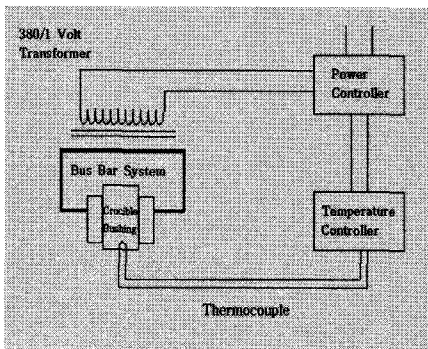 380/1 Volt
Transformer
Power
Controller
Bus Bar System
Crucible
Bushing
Temperature
Controller
Thermocouple